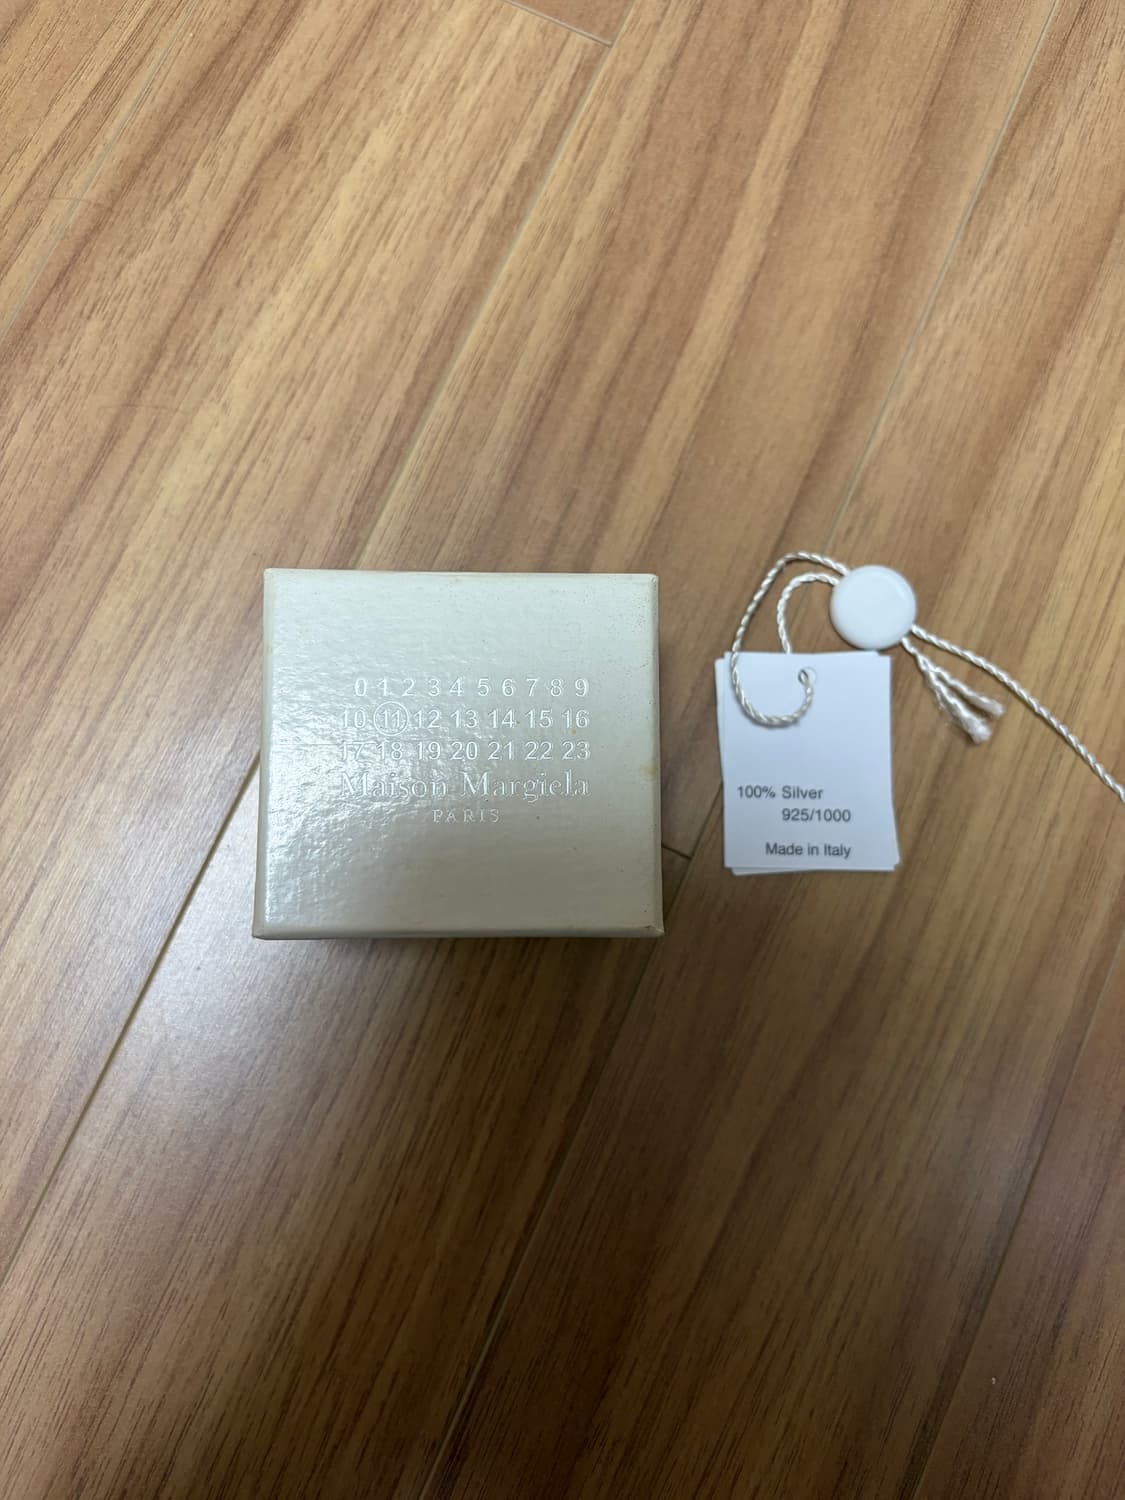 0 1 2 3 4 5 6 7 8 9
10 11 12 13 14 15 16
17 18 19 20 21 22 23
Maison Margiela
PARIS
100% Silver
925/1000
Made in Italy